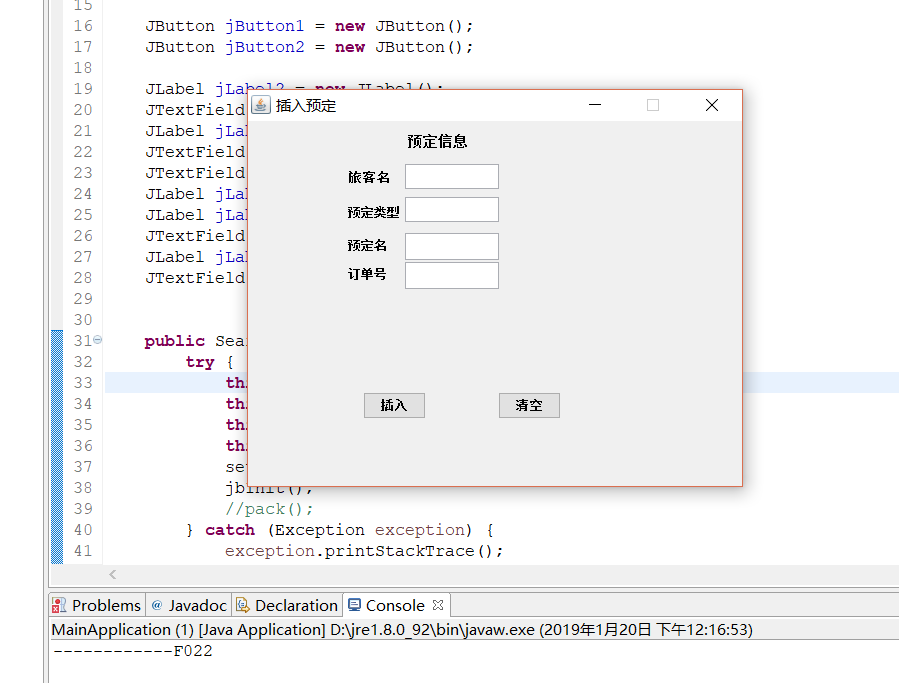 15
16 JButton jButton1 = new JButton();
17 JButton jButton2 = new JButton();
18
19 JLabel jLabel2 = new JLabel();
20 JTextField
21 JLabel jLa
22 JTextField
23 JTextField
24 JLabel jLa
25 JLabel jLa
26 JTextField
27 JLabel jLa
28 JTextField
29
30
31 public Sea
32 try {
33 thi
34 thi
35 thi
36 thi
37 se
38 jbInit();
39 //pack();
40 } catch (Exception exception) {
41 exception.printStackTrace();
插入预定
预定信息
旅客名
预定类型
预定名
订单号
插入 清空
Problems @ Javadoc Declaration Console
MainApplication (1) [Java Application] D:\jre1.8.0_92\bin\javaw.exe (2019年1月20日 下午12:16:53)
------------F022